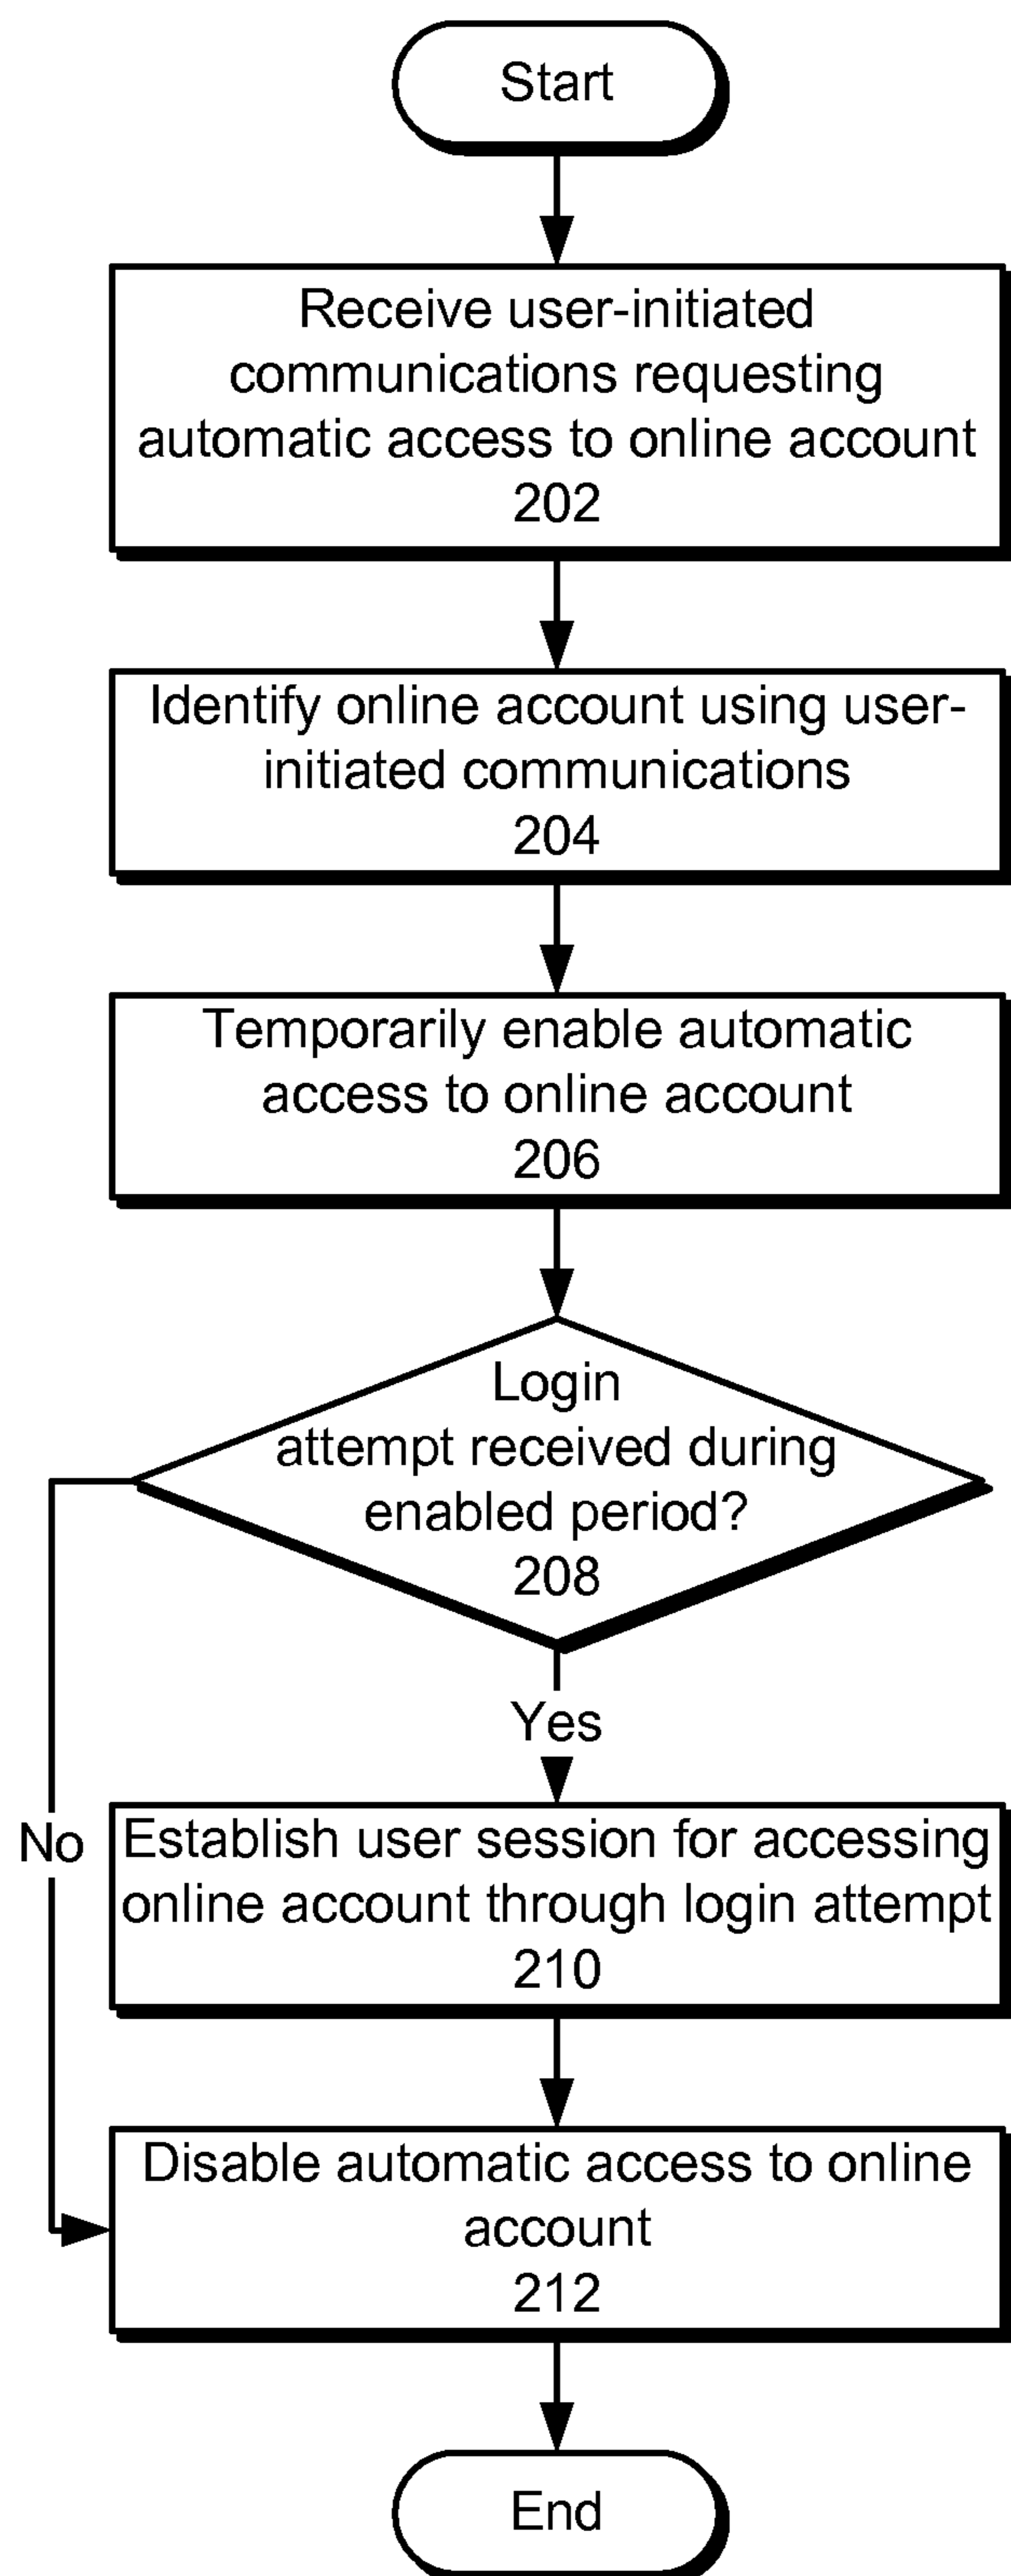 Start
Receive user-initiated
communications requesting
automatic access to online account
202
Identify online account using user-
initiated communications
204
Temporarily enable automatic
access to online account
206
Login
attempt received during
enabled period?
208
Yes
No
Establish user session for accessing
online account through login attempt
210
Disable automatic access to online
account
212
End